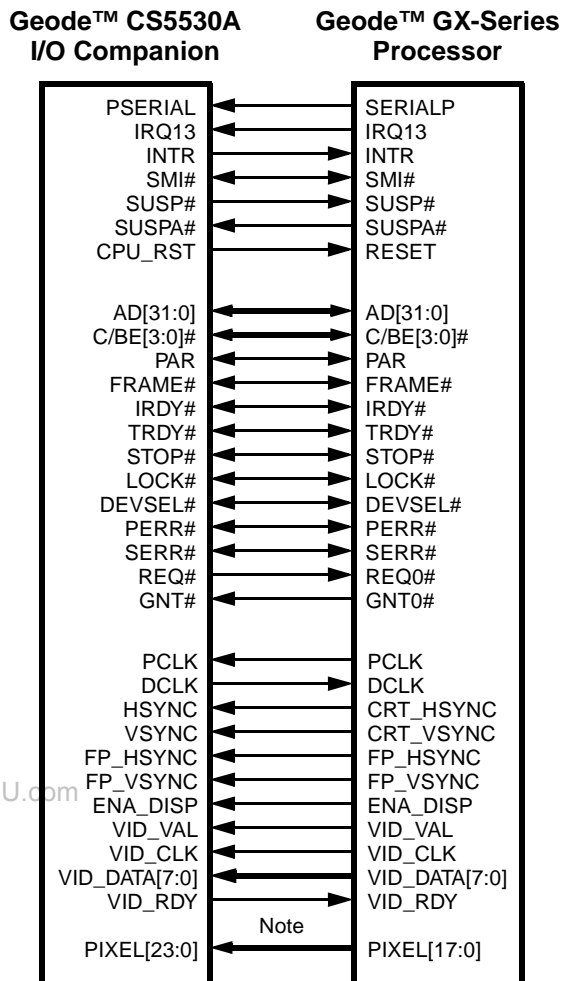 Geode™ CS5530A I/O Companion
Geode™ GX-Series Processor
PSERIAL SERIALP
IRQ13 IRQ13
INTR INTR
SMI# SMI#
SUSP# SUSP#
SUSPA# SUSPA#
CPU_RST RESET
AD[31:0] AD[31:0]
C/BE[3:0]# C/BE[3:0]#
PAR PAR
FRAME# FRAME#
IRDY# IRDY#
TRDY# TRDY#
STOP# STOP#
LOCK# LOCK#
DEVSEL# DEVSEL#
PERR# PERR#
SERR# SERR#
REQ# REQ0#
GNT# GNT0#
PCLK PCLK
DCLK DCLK
HSYNC CRT_HSYNC
VSYNC CRT_VSYNC
FP_HSYNC FP_HSYNC
FP_VSYNC FP_VSYNC
U.com
ENA_DISP ENA_DISP
VID_VAL VID_VAL
VID_CLK VID_CLK
VID_DATA[7:0] VID_DATA[7:0]
VID_RDY VID_RDY
Note
PIXEL[23:0] PIXEL[17:0]